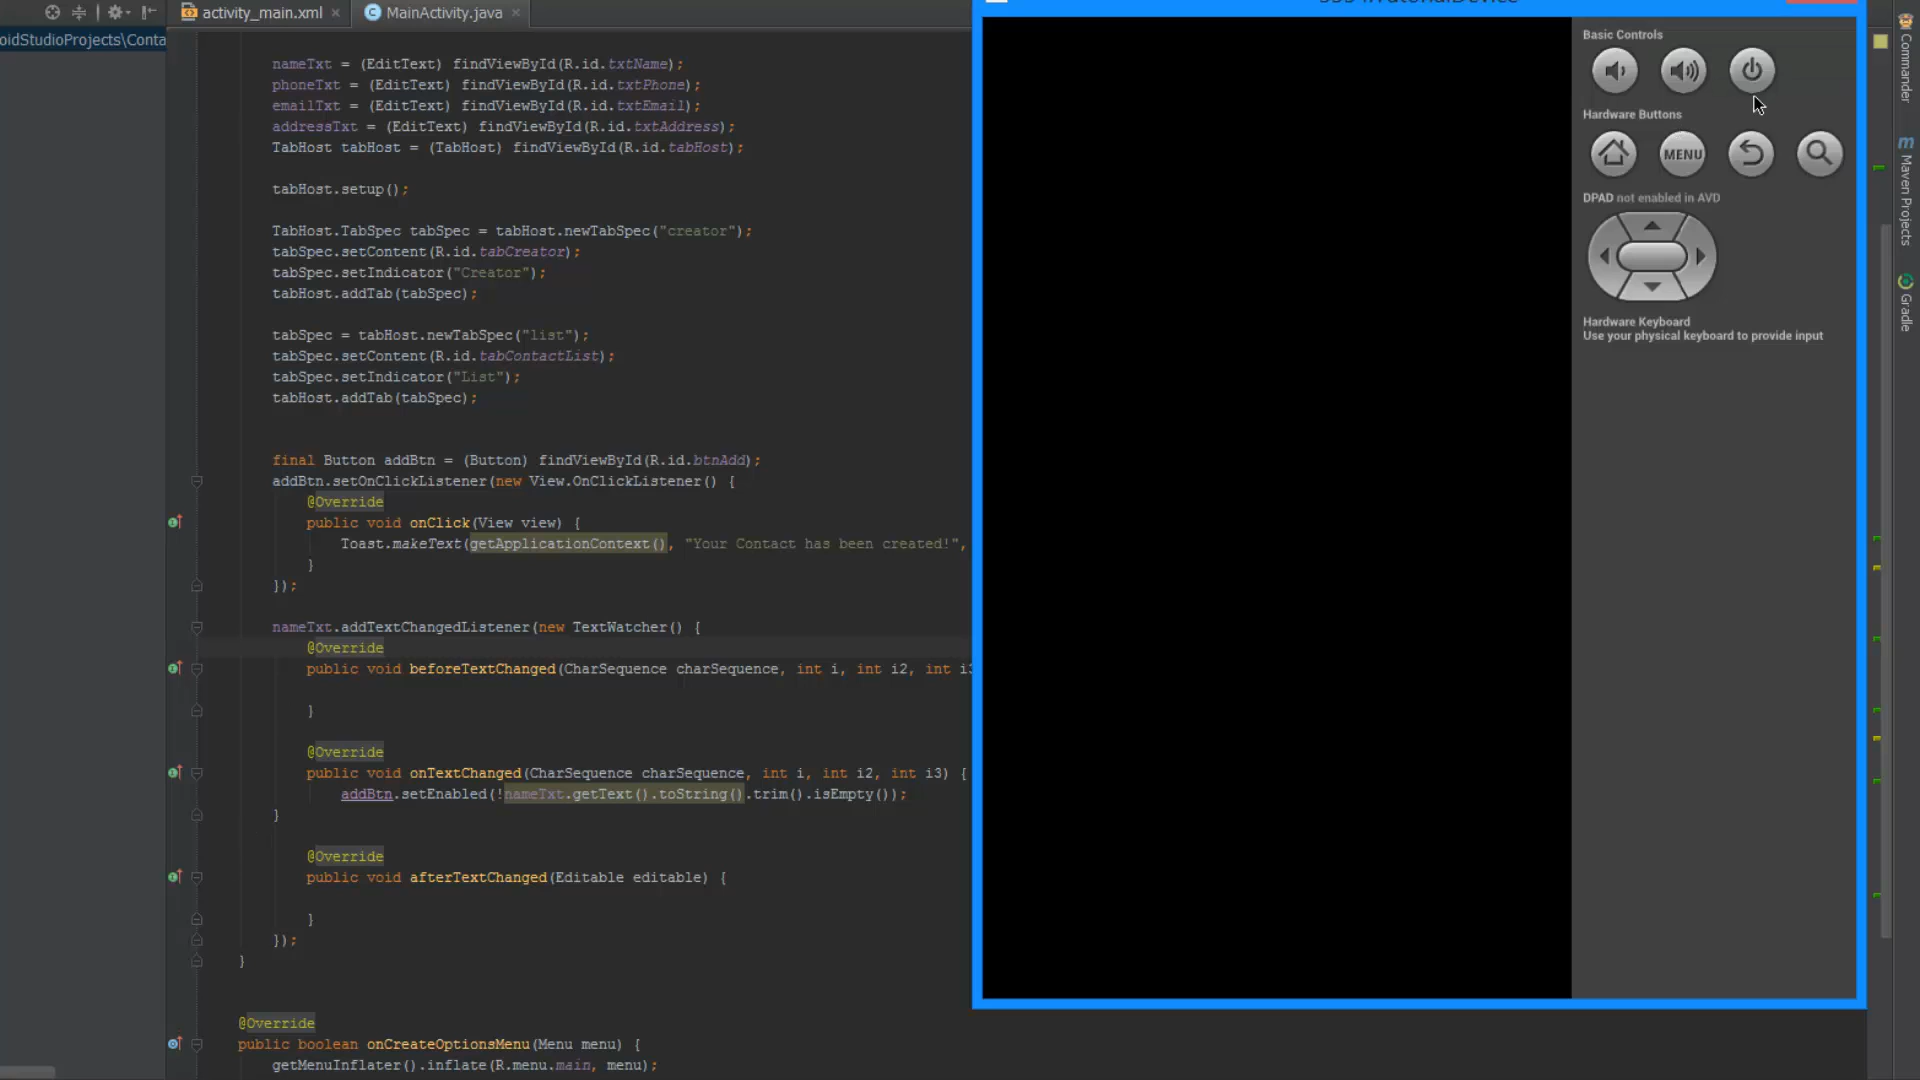 activity_main.xml
MainActivity.java
oidStudioProjects\Conta
nameTxt = (EditText) findViewById(R.id.txtName);
phoneTxt = (EditText) findViewById(R.id.txtPhone);
emailTxt = (EditText) findViewById(R.id.txtEmail);
addressTxt = (EditText) findViewById(R.id.txtAddress);
TabHost tabHost = (TabHost) findViewById(R.id.tabHost);
tabHost.setup();
TabHost.TabSpec tabSpec = tabHost.newTabSpec("creator");
tabSpec.setContent(R.id.tabCreator);
tabSpec.setIndicator("Creator");
tabHost.addTab(tabSpec);
tabSpec = tabHost.newTabSpec("list");
tabSpec.setContent(R.id.tabContactList);
tabSpec.setIndicator("List");
tabHost.addTab(tabSpec);
final Button addBtn = (Button) findViewById(R.id.btnAdd);
addBtn.setOnClickListener(new View.OnClickListener() {
@Override
public void onClick(View view) {
Toast.makeText(getApplicationContext(), "Your Contact has been created!",
}
});
nameTxt.addTextChangedListener(new TextWatcher() {
@Override
public void beforeTextChanged(CharSequence charSequence, int i, int i2, int i3
}
@Override
public void onTextChanged(CharSequence charSequence, int i, int i2, int i3) {
addBtn.setEnabled(!nameTxt.getText().toString().trim().isEmpty());
}
@Override
public void afterTextChanged(Editable editable) {
}
});
}
@Override
public boolean onCreateOptionsMenu(Menu menu) {
getMenuInflater().inflate(R.menu.main, menu);
Basic Controls
Hardware Buttons
MENU
DPAD not enabled in AVD
Hardware Keyboard
Use your physical keyboard to provide input
Commander
Maven Projects
Gradle